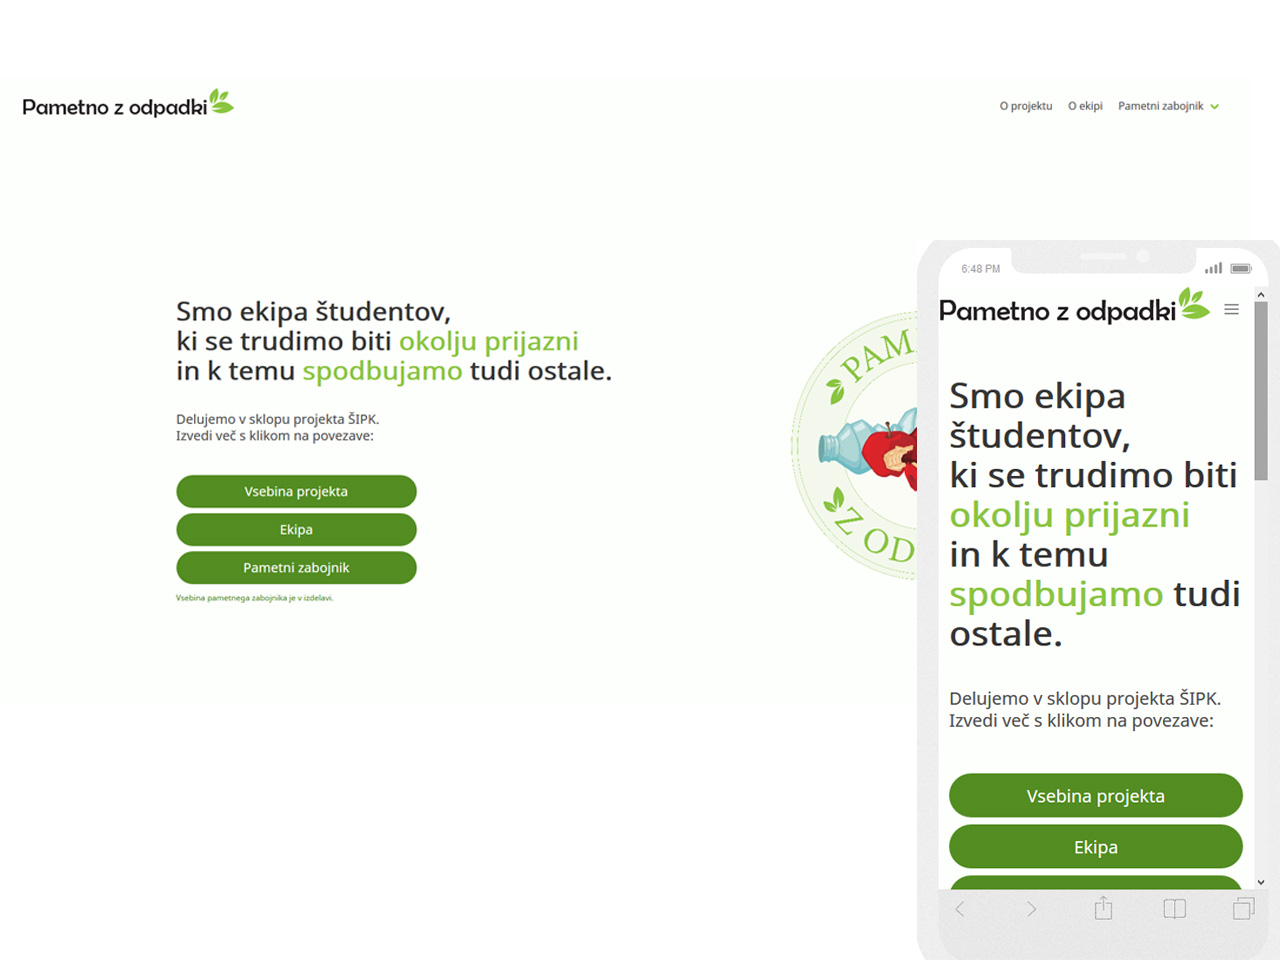 Pametno z odpadki
O projektu O ekipi Pametni zabojnik
Smo ekipa študentov,
ki se trudimo biti okolju prijazni
in k temu spodbujamo tudi ostale.
Delujemo v sklopu projekta ŠIPK.
Izvedi več s klikom na povezave:
Vsebina projekta
Ekipa
Pametni zabojnik
Vsebina pametnega zabojnika je v izdelavi.
PAM
Z OD
6:48 PM
Pametno z odpadki
Smo ekipa
študentov,
ki se trudimo biti
okolju prijazni
in k temu
spodbujamo tudi
ostale.
Delujemo v sklopu projekta ŠIPK.
Izvedi več s klikom na povezave:
Vsebina projekta
Ekipa